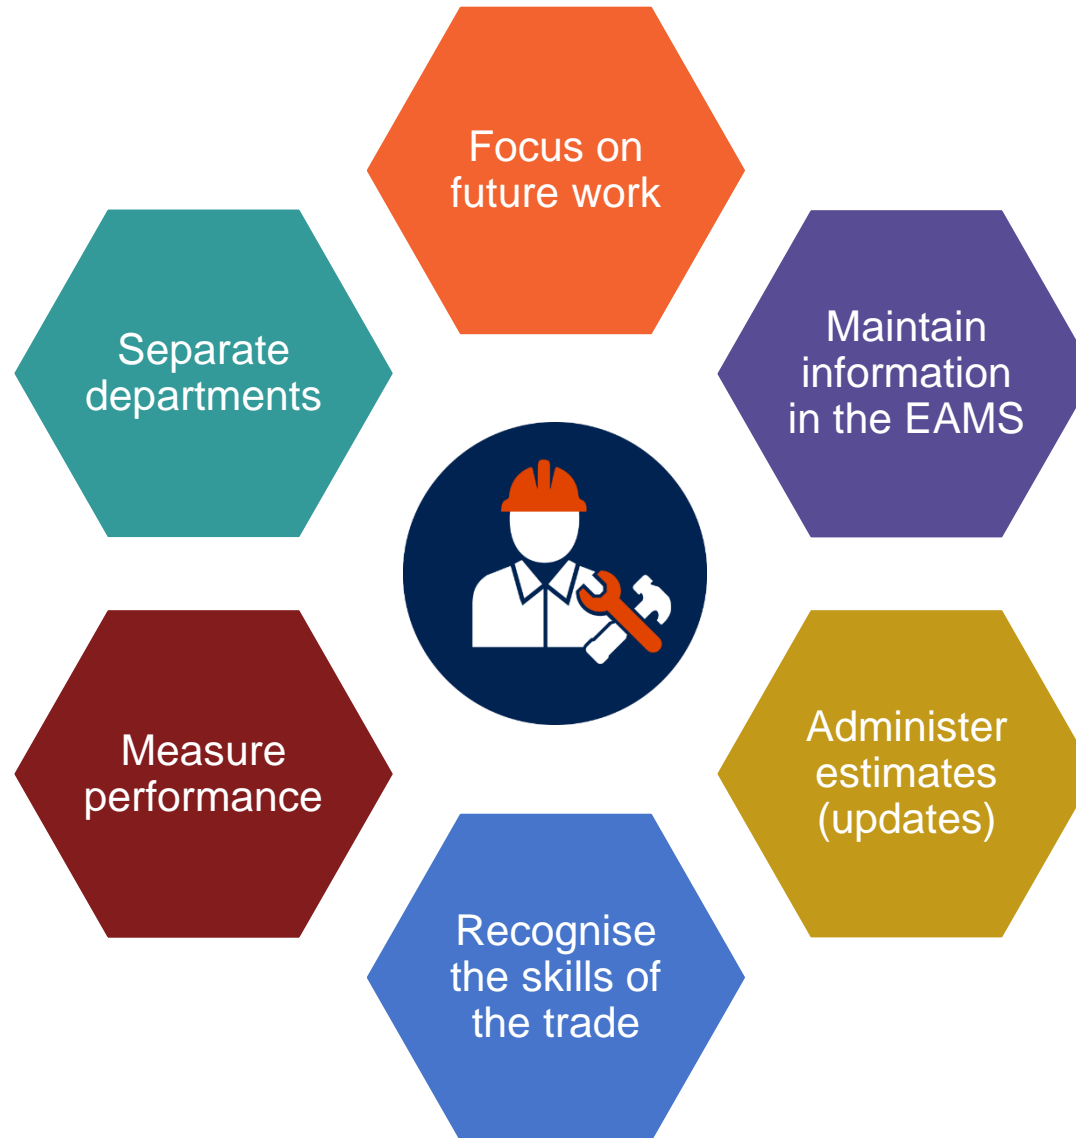 Focus on
future work
Separate
departments
Maintain
information
in the EAMS
Measure
performance
Administer
estimates
(updates)
Recognise
the skills of
the trade